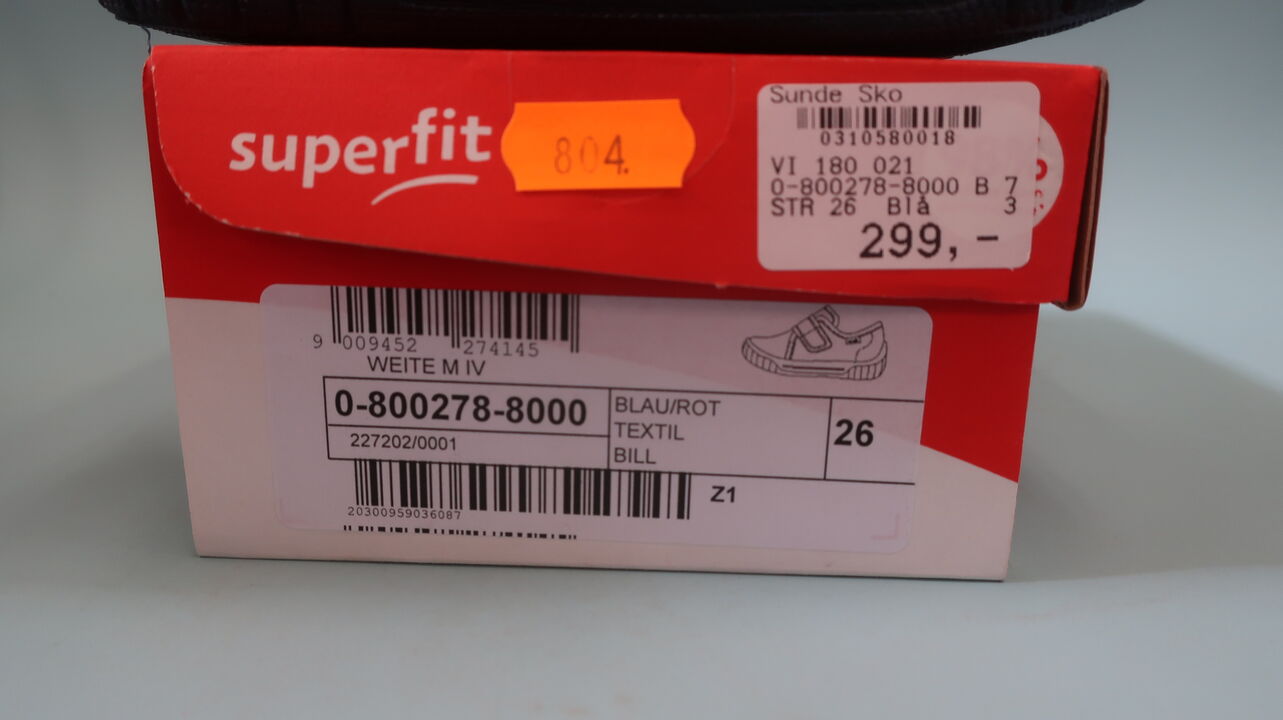 superfit
804.
Sunde Sko
0310580018
VI 180 021
0-800278-8000 B 7
STR 26 Blå 3
299,-
9 009452 274145
WEITE M IV
0-800278-8000
227202/0001
BLAU/ROT
TEXTIL
BILL
26
20300959036087
Z1